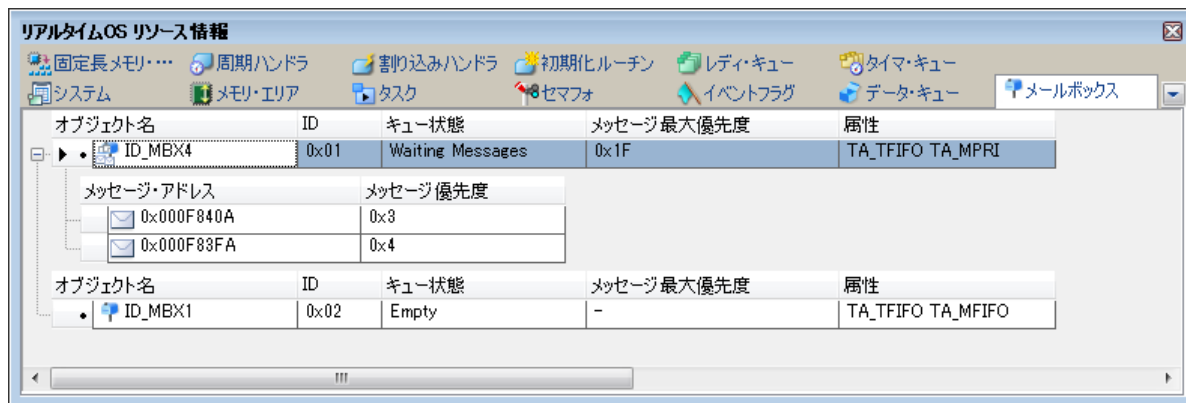 リアルタイムOS リソース情報
固定長メモリ・… 周期ハンドラ 割り込みハンドラ 初期化ルーチン レディ・キュー タイマ・キュー
システム メモリ・エリア タスク セマフォ イベントフラグ データ・キュー メールボックス
オブジェクト名 ID キュー状態 メッセージ最大優先度 属性
ID_MBX4 0x01 Waiting Messages 0x1F TA_TFIFO TA_MPRI
メッセージ・アドレス メッセージ優先度
0x000F840A 0x3
0x000F83FA 0x4
オブジェクト名 ID キュー状態 メッセージ最大優先度 属性
ID_MBX1 0x02 Empty - TA_TFIFO TA_MFIFO